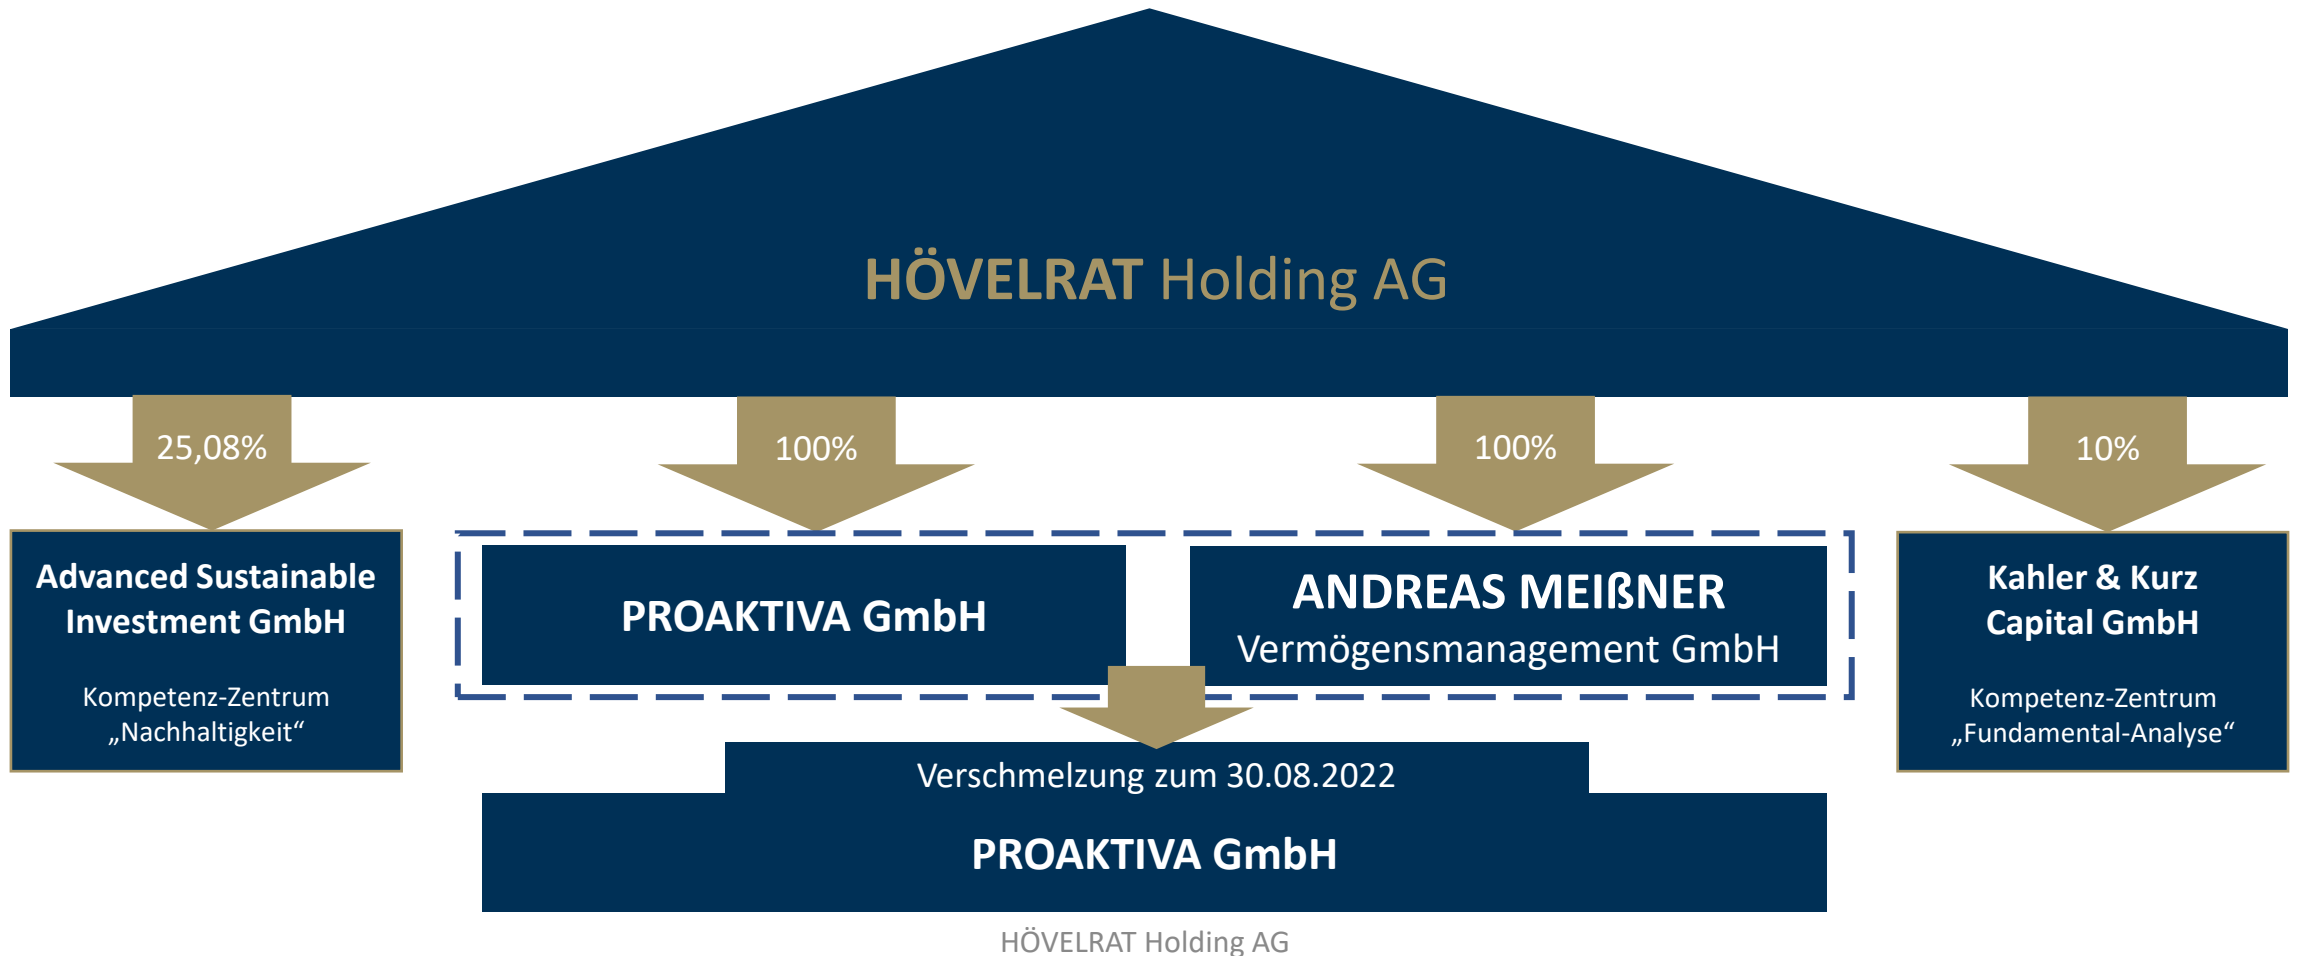 HÖVELRAT Holding AG
25,08%
100%
100%
10%
Advanced Sustainable
Investment GmbH
Kompetenz-Zentrum
„Nachhaltigkeit“
PROAKTIVA GmbH
ANDREAS MEIßNER
Vermögensmanagement GmbH
Kahler & Kurz
Capital GmbH
Kompetenz-Zentrum
„Fundamental-Analyse“
Verschmelzung zum 30.08.2022
PROAKTIVA GmbH
HÖVELRAT Holding AG